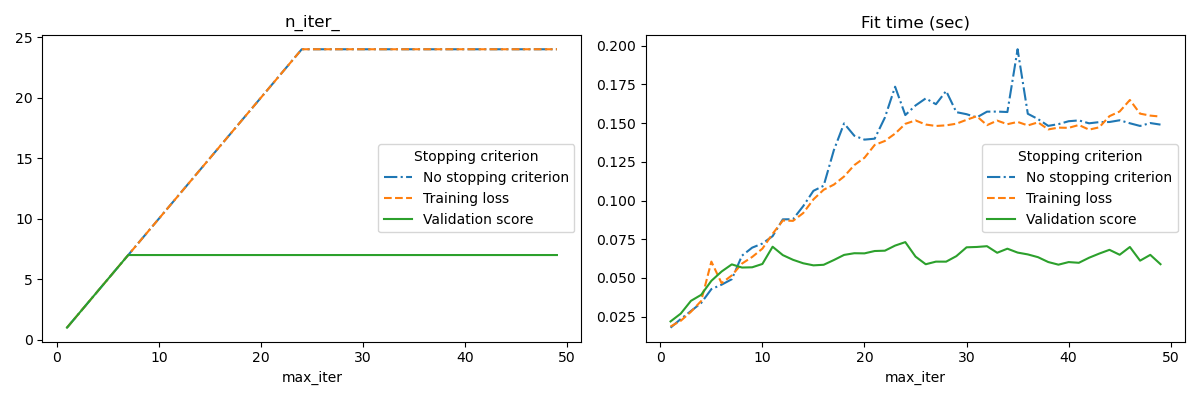 n_iter_
25
20
15
10
5
0
0 10 20 30 40 50
max_iter
Stopping criterion
No stopping criterion
Training loss
Validation score
Fit time (sec)
0.200
0.175
0.150
0.125
0.100
0.075
0.050
0.025
0 10 20 30 40 50
max_iter
Stopping criterion
No stopping criterion
Training loss
Validation score